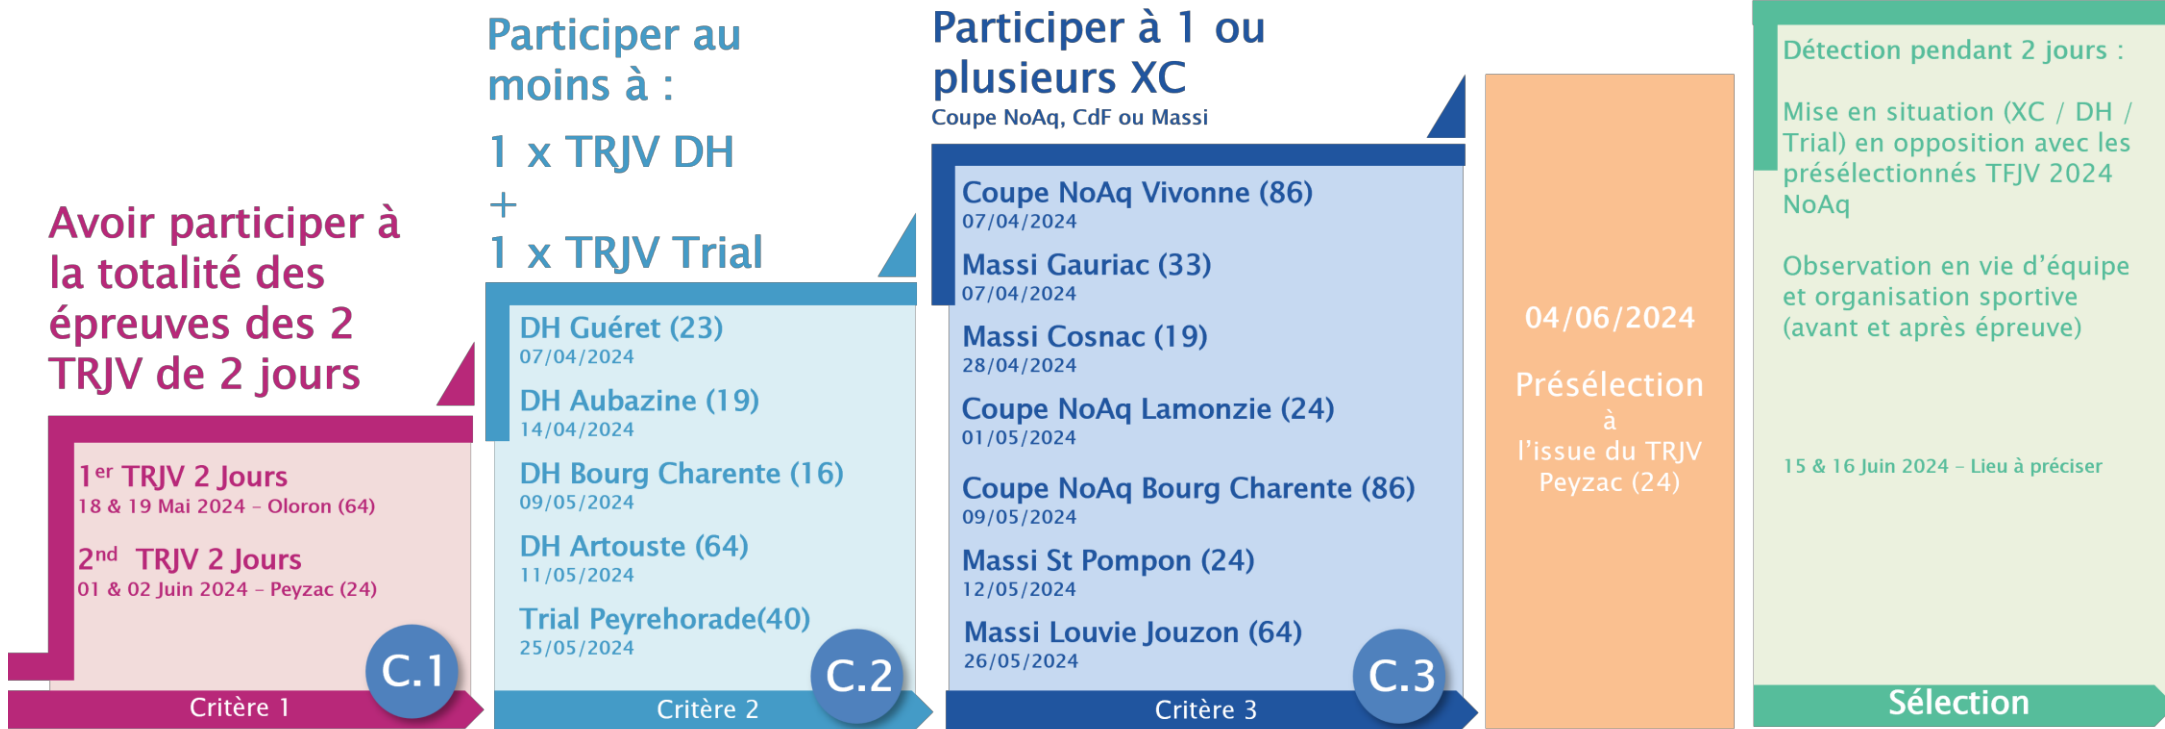 Avoir participer à
la totalité des
épreuves des 2
TRJV de 2 jours
1er TRJV 2 Jours
18 & 19 Mai 2024 – Oloron (64)
2nd TRJV 2 Jours
01 & 02 Juin 2024 – Peyzac (24)
C.1
Critère 1
Participer au
moins à :
1 x TRJV DH
+
1 x TRJV Trial
DH Guéret (23)
07/04/2024
DH Aubazine (19)
14/04/2024
DH Bourg Charente (16)
09/05/2024
DH Artouste (64)
11/05/2024
Trial Peyrehorade(40)
25/05/2024
C.2
Critère 2
Participer à 1 ou
plusieurs XC
Coupe NoAq, CdF ou Massi
Coupe NoAq Vivonne (86)
07/04/2024
Massi Gauriac (33)
07/04/2024
Massi Cosnac (19)
28/04/2024
Coupe NoAq Lamonzie (24)
01/05/2024
Coupe NoAq Bourg Charente (86)
09/05/2024
Massi St Pompon (24)
12/05/2024
Massi Louvie Jouzon (64)
26/05/2024
C.3
Critère 3
04/06/2024
Présélection
à
l'issue du TRJV
Peyzac (24)
Détection pendant 2 jours :
Mise en situation (XC / DH /
Trial) en opposition avec les
présélectionnés TFJV 2024
NoAq
Observation en vie d'équipe
et organisation sportive
(avant et après épreuve)
15 & 16 Juin 2024 – Lieu à préciser
Sélection